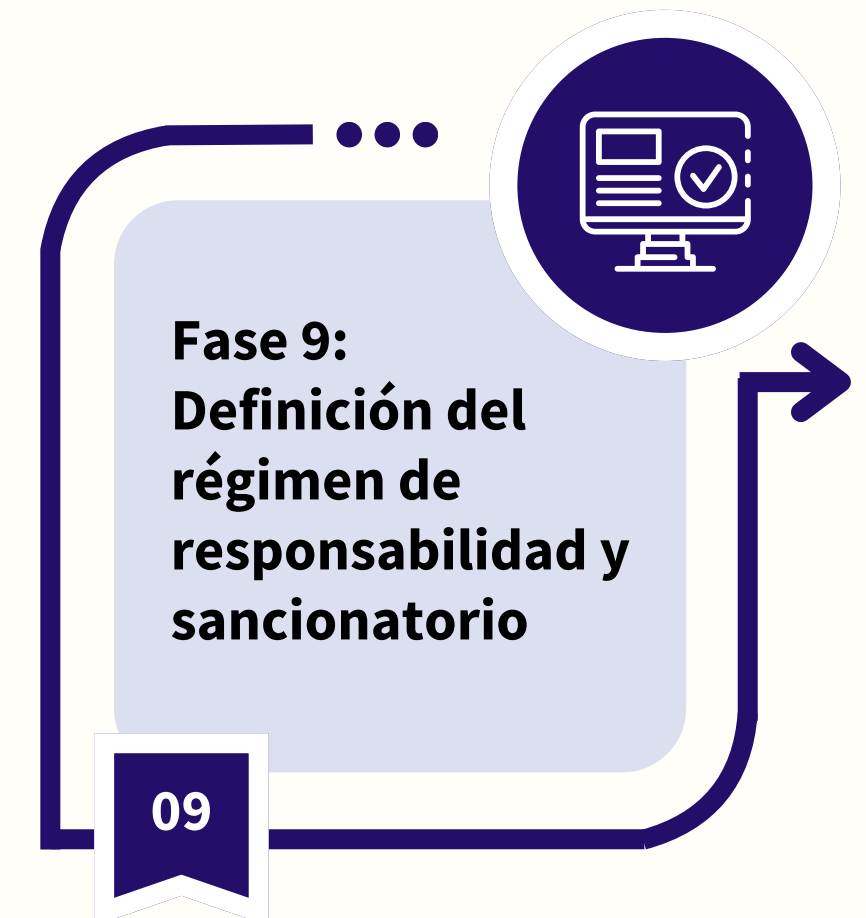 Fase 9:
Definición del
régimen de
responsabilidad y
sancionatorio
09